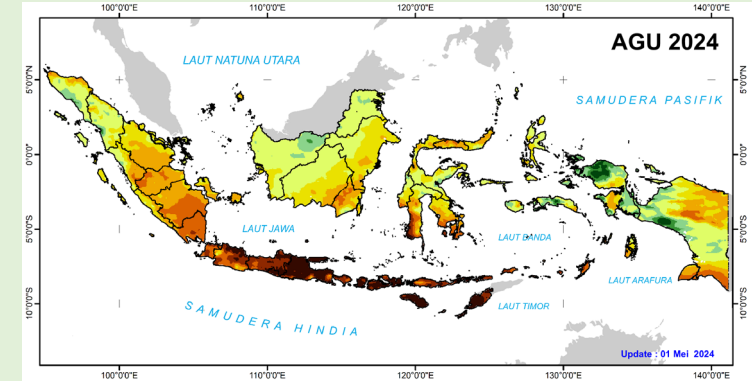 100°0'0"E 110°0'0"E 120°0'0"E 130°0'0"E 140°0'0"E
AGU 2024
LAUT NATUNA UTARA
5°0'0"N 5°0'0"N
SAMUDERA PASIFIK
0°0'0" 0°0'0"
LAUT JAWA
LAUT BANDA
5°0'0"S 5°0'0"S
LAUT ARAFURA
SAMUDERA HINDIA
LAUT TIMOR
10°0'0"S 10°0'0"S
Update : 01 Mei 2024
100°0'0"E 110°0'0"E 120°0'0"E 130°0'0"E 140°0'0"E